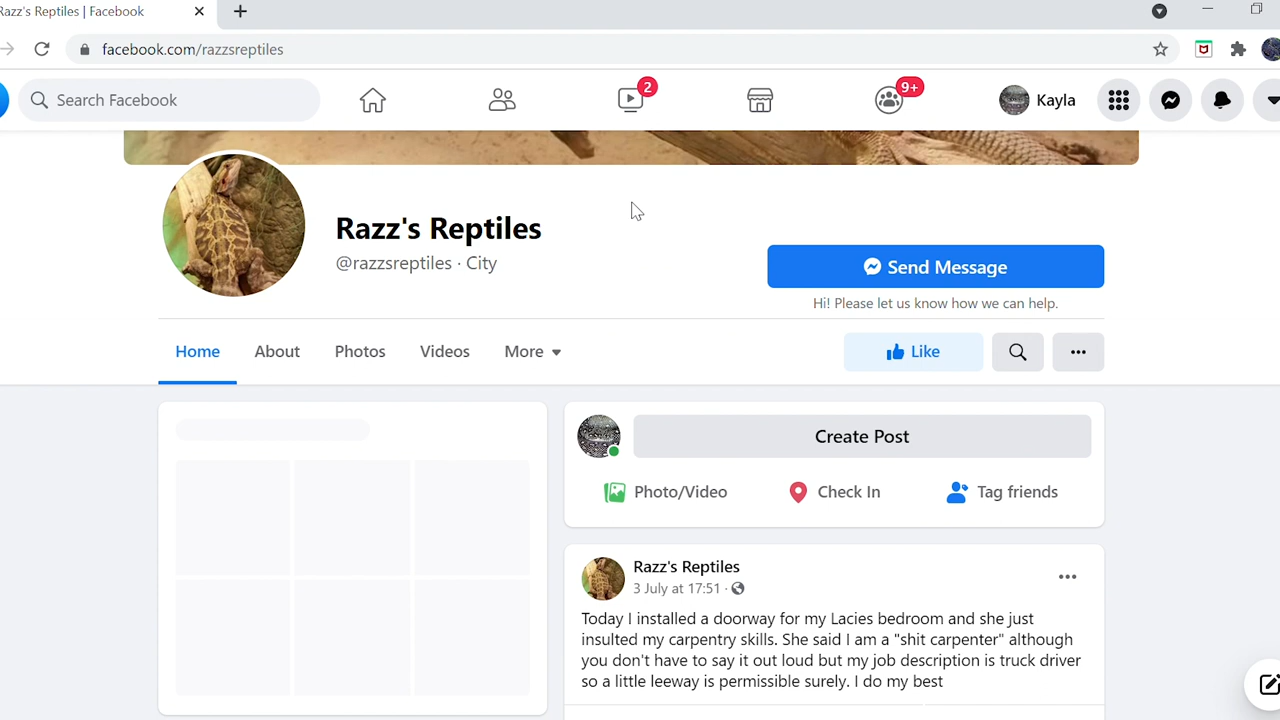 Razz's Reptiles | Facebook
facebook.com/razzsreptiles
Search Facebook
2
9+
Kayla
Razz's Reptiles
@razzsreptiles · City
Send Message
Hi! Please let us know how we can help.
Home
About
Photos
Videos
More
Like
Create Post
Photo/Video
Check In
Tag friends
Razz's Reptiles
3 July at 17:51 ·
Today I installed a doorway for my Lacies bedroom and she just
insulted my carpentry skills. She said I am a "shit carpenter" although
you don't have to say it out loud but my job description is truck driver
so a little leeway is permissible surely. I do my best